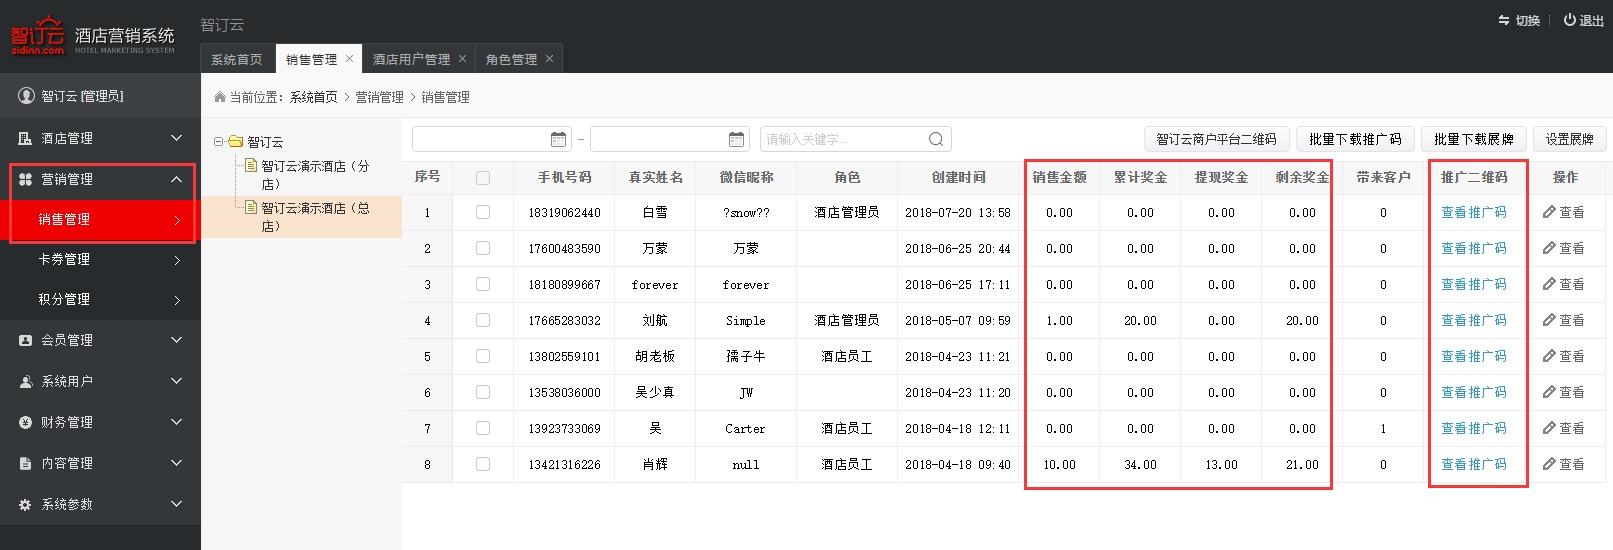 智订云
zidinn.com
酒店营销系统
HOTEL MARKETING SYSTEM
智订云
切换 退出
系统首页 销售管理 × 酒店用户管理 × 角色管理 ×
智订云 [管理员]
酒店管理
营销管理
销售管理
卡券管理
积分管理
会员管理
系统用户
财务管理
内容管理
系统参数
当前位置: 系统首页 > 营销管理 > 销售管理
智订云
智订云演示酒店（分
店）
智订云演示酒店（总
店）
- 请输入关键字... 智订云商户平台二维码 批量下载推广码 批量下载展牌 设置展牌
序号 手机号码 真实姓名 微信昵称 角色 创建时间 销售金额 累计奖金 提现奖金 剩余奖金 带来客户 推广二维码 操作
1 18319062440 白雪 ?snow?? 酒店管理员 2018-07-20 13:58 0.00 0.00 0.00 0.00 0 查看推广码 查看
2 17600483590 万蒙 万蒙 2018-06-25 20:44 0.00 0.00 0.00 0.00 0 查看推广码 查看
3 18180899667 forever forever 2018-06-25 17:11 0.00 0.00 0.00 0.00 0 查看推广码 查看
4 17665283032 刘航 Simple 酒店管理员 2018-05-07 09:59 1.00 20.00 0.00 20.00 0 查看推广码 查看
5 13802559101 胡老板 孺子牛 酒店员工 2018-04-23 11:21 0.00 0.00 0.00 0.00 0 查看推广码 查看
6 13538036000 吴少真 JW 2018-04-23 11:20 0.00 0.00 0.00 0.00 0 查看推广码 查看
7 13923733069 吴 Carter 酒店员工 2018-04-18 12:11 0.00 0.00 0.00 0.00 1 查看推广码 查看
8 13421316226 肖辉 null 酒店员工 2018-04-18 09:40 10.00 34.00 13.00 21.00 0 查看推广码 查看